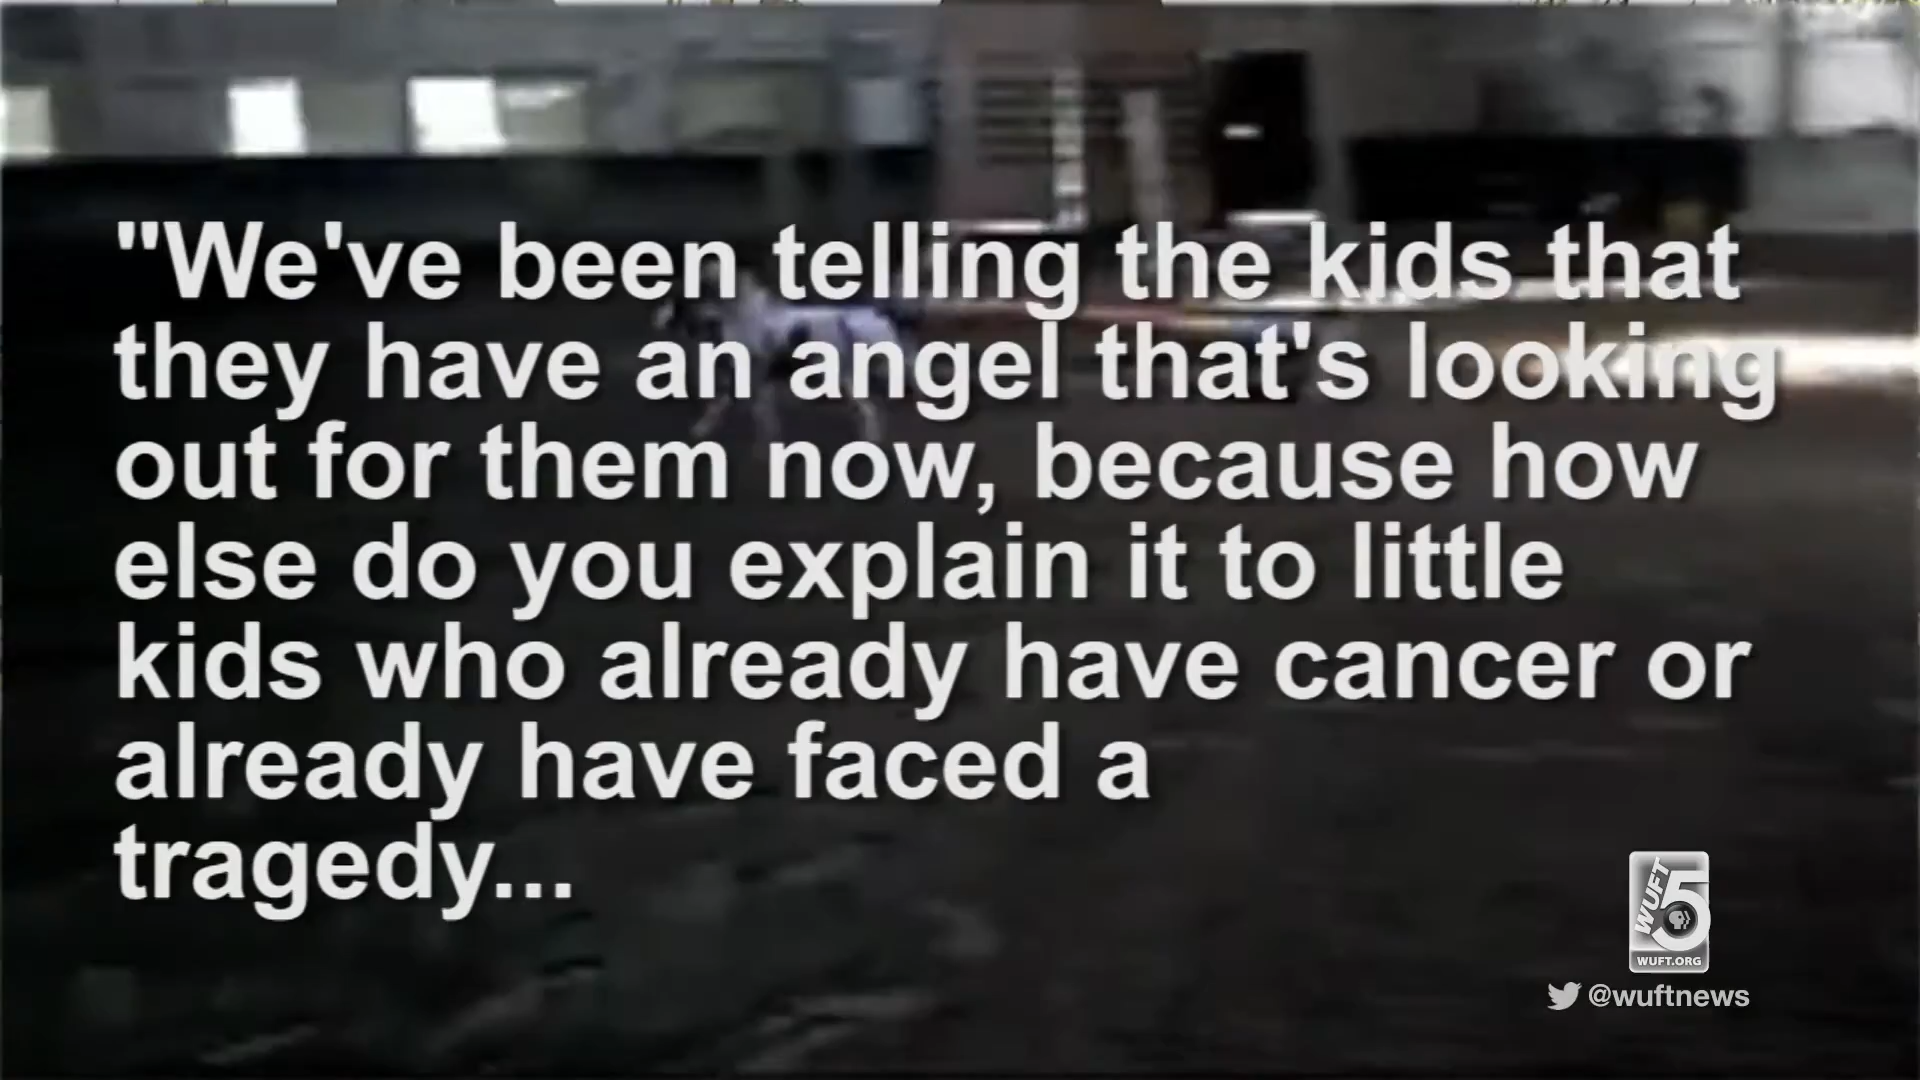 "We've been telling the kids that
they have an angel that's looking
out for them now, because how
else do you explain it to little
kids who already have cancer or
already have faced a
tragedy...
WUFT 5
WUFT.ORG
@wuftnews